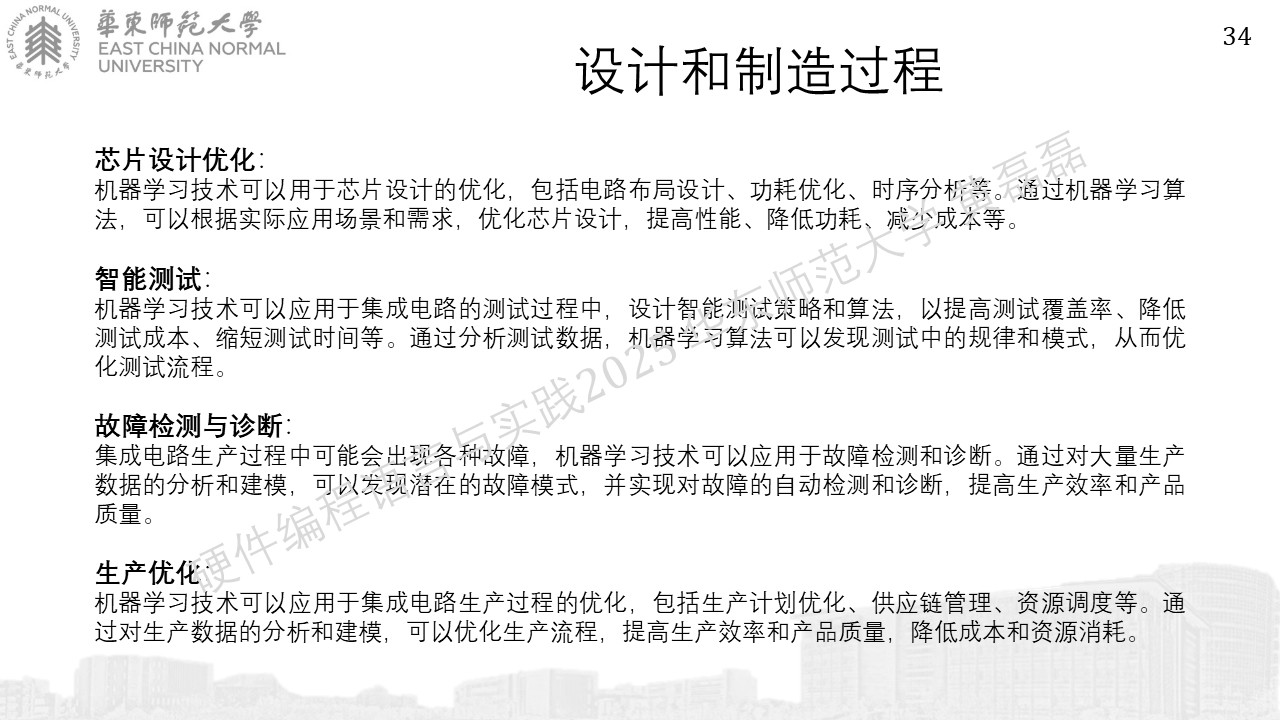 EAST CHINA NORMAL UNIVERSITY
華東師範大學
華東師範大學
EAST CHINA NORMAL
UNIVERSITY
34
设计和制造过程
芯片设计优化：
机器学习技术可以用于芯片设计的优化，包括电路布局设计、功耗优化、时序分析等。通过机器学习算
法，可以根据实际应用场景和需求，优化芯片设计，提高性能、降低功耗、减少成本等。
智能测试：
机器学习技术可以应用于集成电路的测试过程中，设计智能测试策略和算法，以提高测试覆盖率、降低
测试成本、缩短测试时间等。通过分析测试数据，机器学习算法可以发现测试中的规律和模式，从而优
化测试流程。
故障检测与诊断：
集成电路生产过程中可能会出现各种故障，机器学习技术可以应用于故障检测和诊断。通过对大量生产
数据的分析和建模，可以发现潜在的故障模式，并实现对故障的自动检测和诊断，提高生产效率和产品
质量。
生产优化：
机器学习技术可以应用于集成电路生产过程的优化，包括生产计划优化、供应链管理、资源调度等。通
过对生产数据的分析和建模，可以优化生产流程，提高生产效率和产品质量，降低成本和资源消耗。
硬件编程语言与实践2025 华东师范大学 黄磊磊